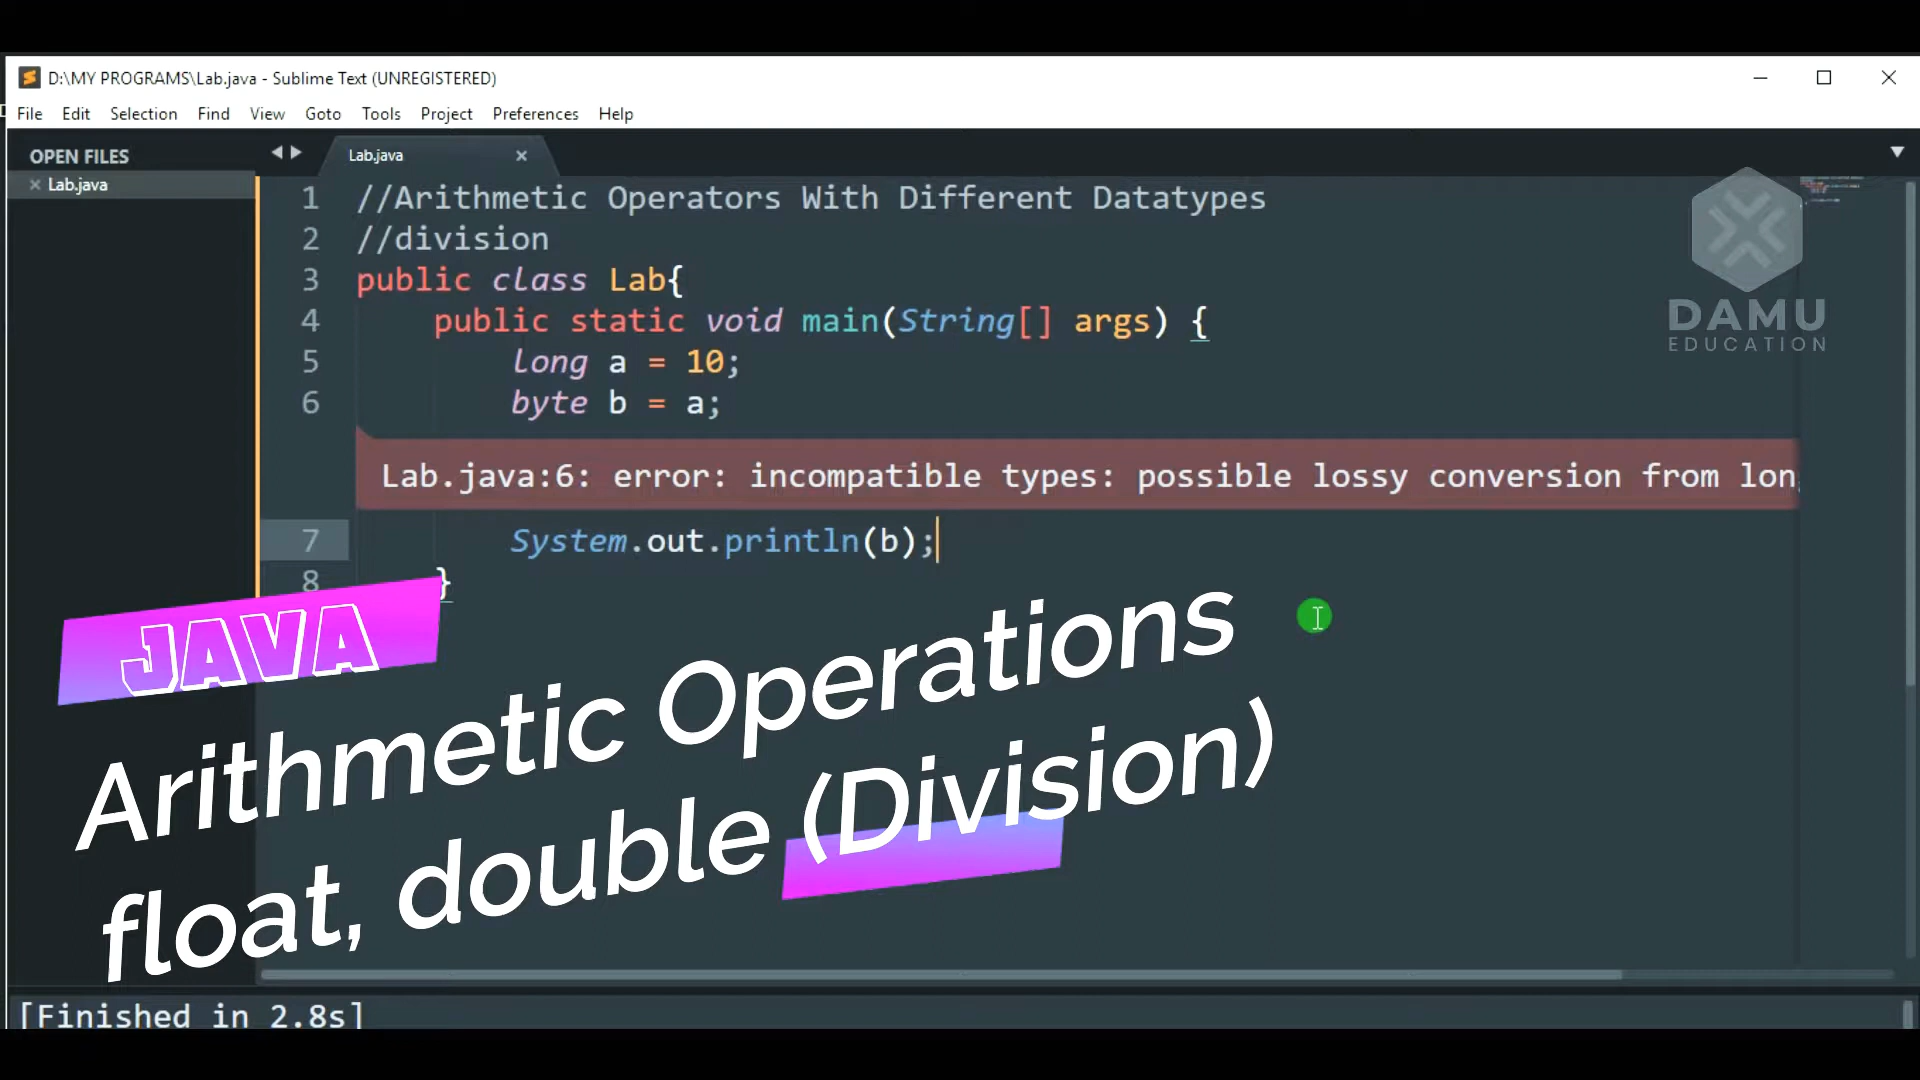 D:\MY PROGRAMS\Lab.java - Sublime Text (UNREGISTERED)
File Edit Selection Find View Goto Tools Project Preferences Help
OPEN FILES
Lab.java
Lab.java
1 //Arithmetic Operators With Different Datatypes
2 //division
3 public class Lab{
4 public static void main(String[] args) {
5 long a = 10;
6 byte b = a;
Lab.java:6: error: incompatible types: possible lossy conversion from long
7 System.out.println(b);
8 }
DAMU
EDUCATION
JAVA
Arithmetic Operations
float, double (Division)
[Finished in 2.8s]